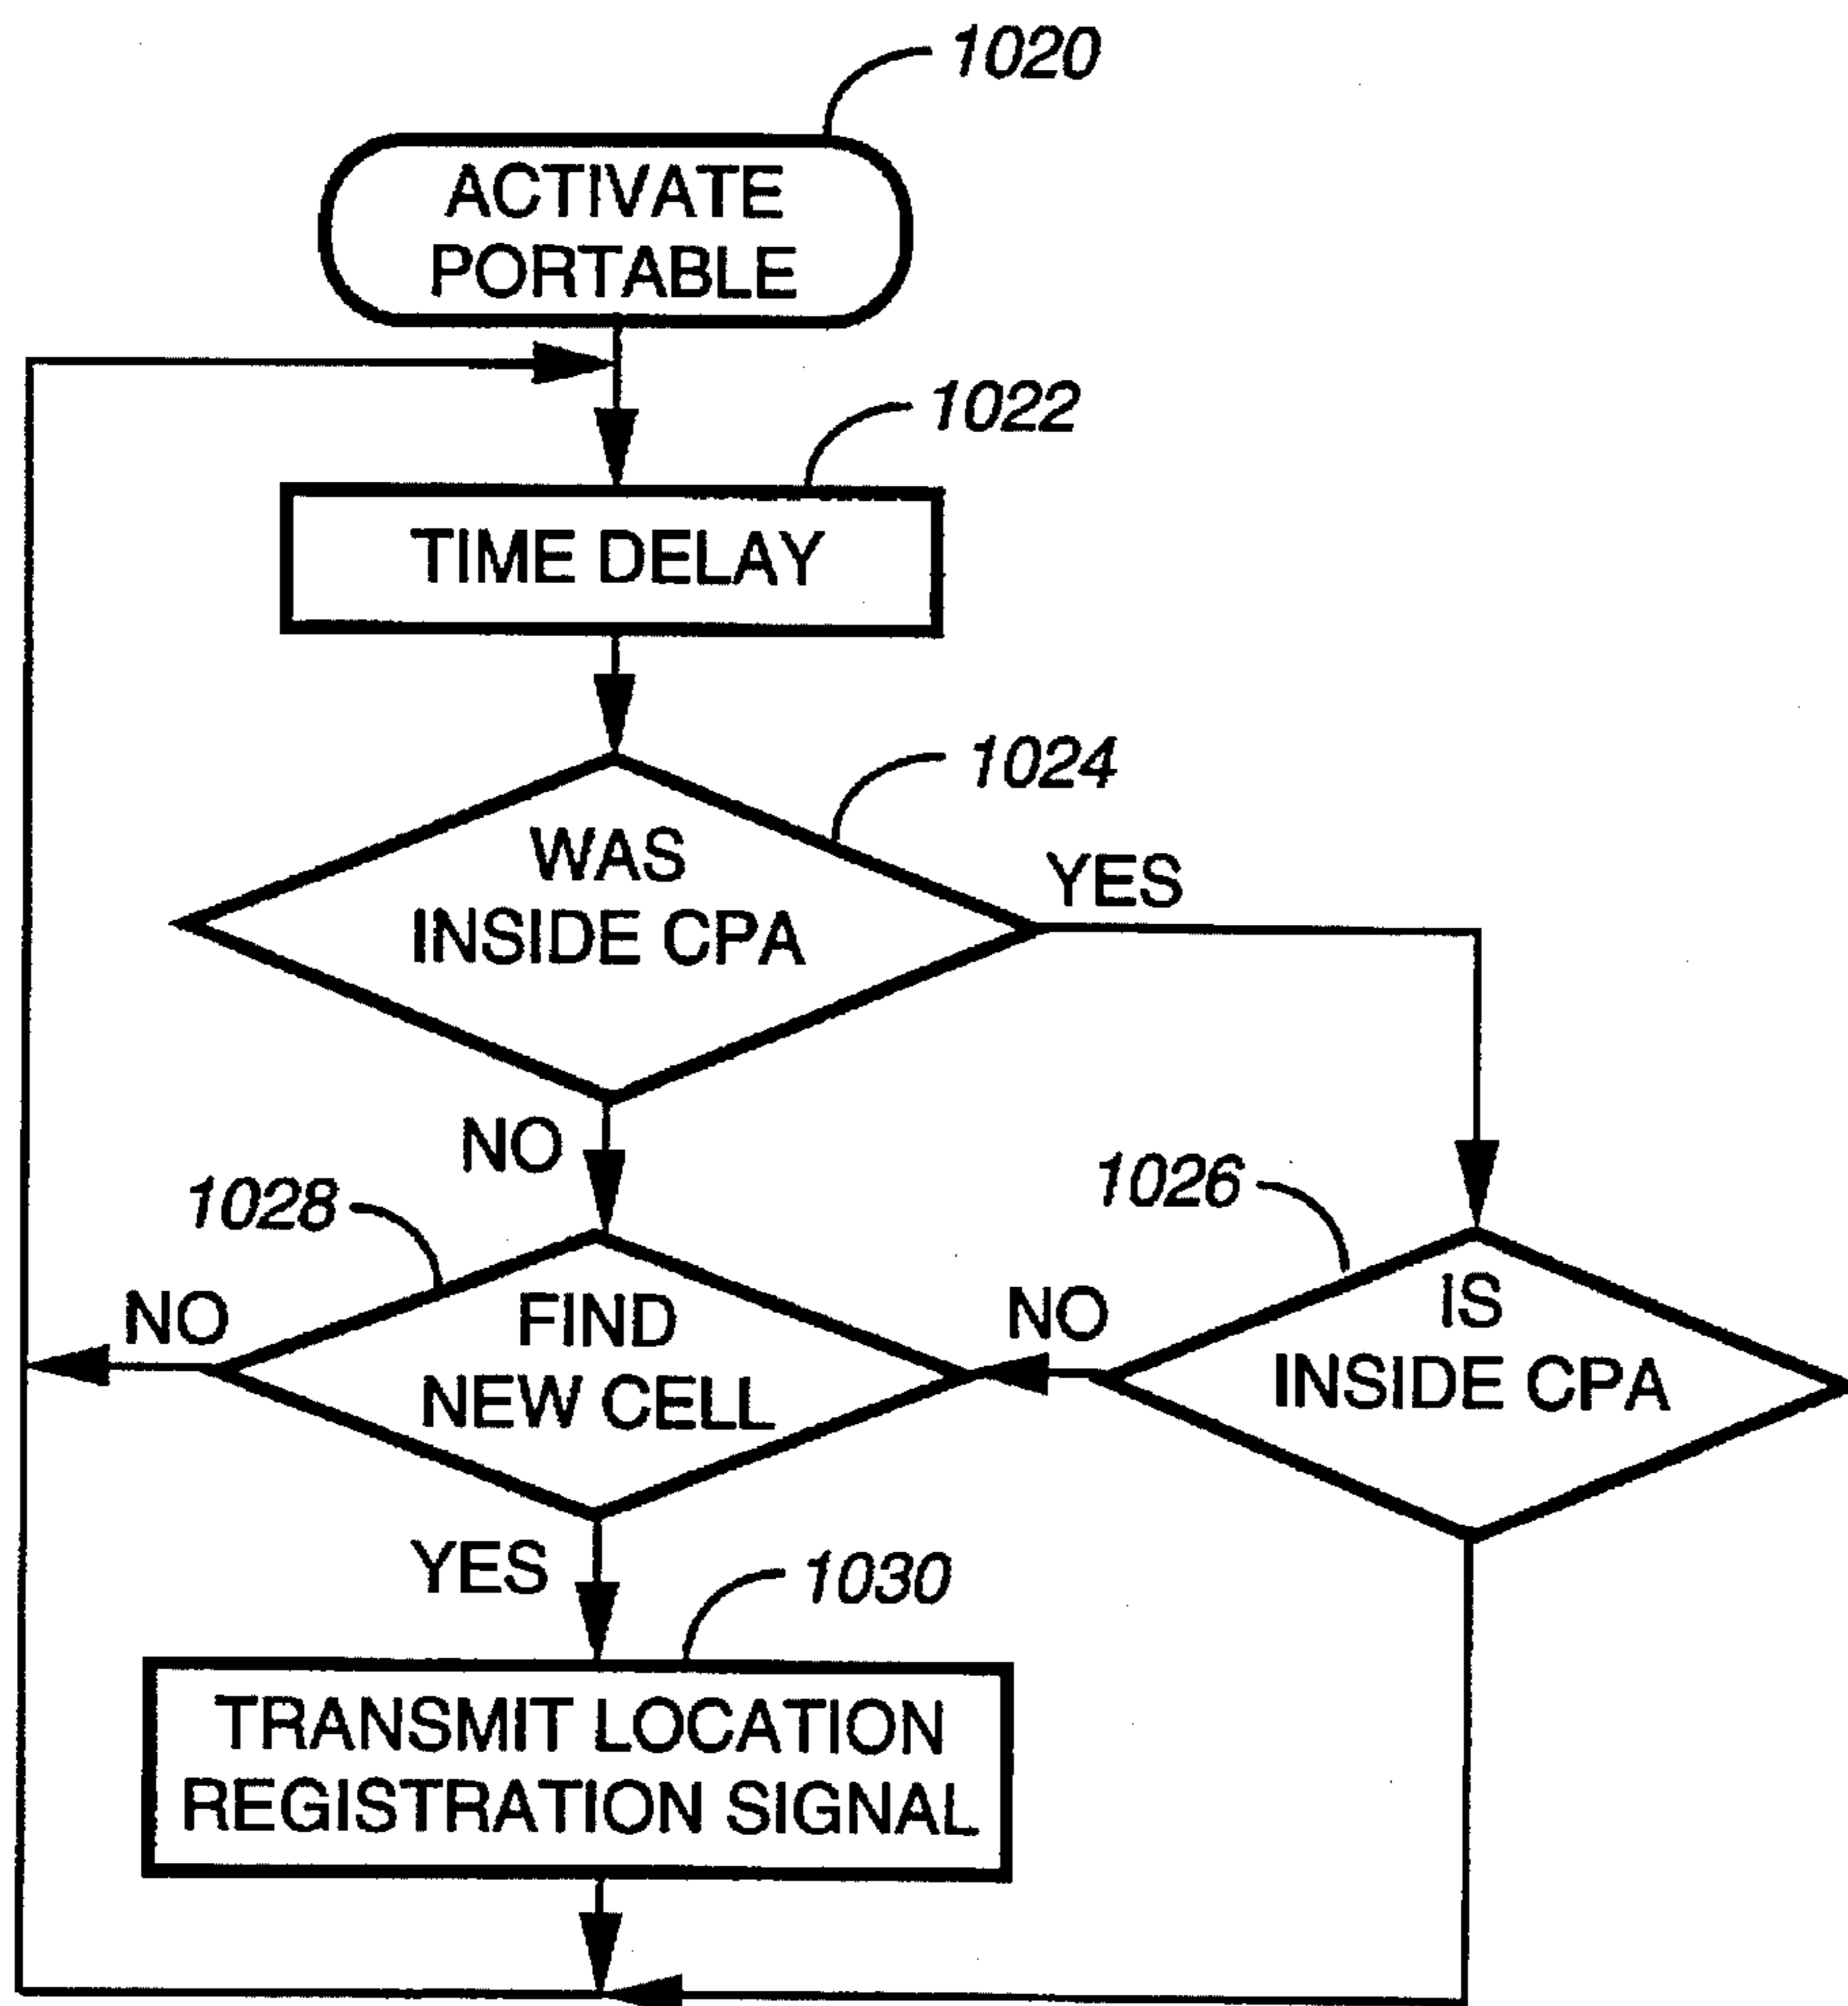 1020
ACTIVATE
PORTABLE
1022
TIME DELAY
1024
WAS
INSIDE CPA
YES
NO
1028
1026
NO
FIND
NEW CELL
NO
IS
INSIDE CPA
YES
1030
TRANSMIT LOCATION
REGISTRATION SIGNAL